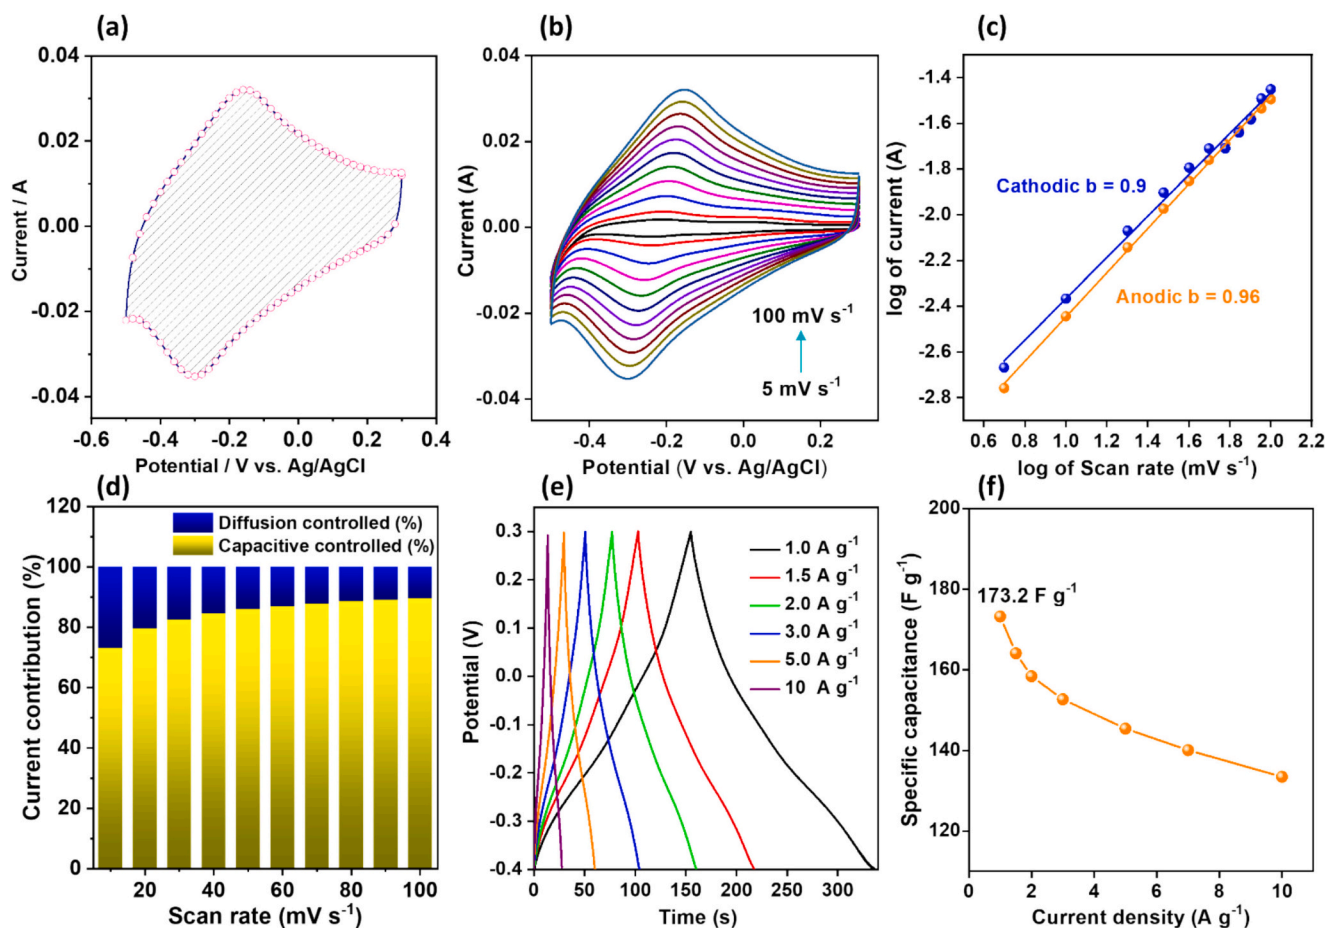 (a)
0.04
0.02
0.00
-0.02
-0.04
Current / A
-0.6 -0.4 -0.2 0.0 0.2 0.4
Potential / V vs. Ag/AgCl
(b)
0.04
0.02
0.00
-0.02
-0.04
Current (A)
100 mV s⁻¹
5 mV s⁻¹
-0.4 -0.2 0.0 0.2
Potential (V vs. Ag/AgCl)
(c)
-1.4
-1.6
-1.8
-2.0
-2.2
-2.4
-2.6
-2.8
log of current (A)
Cathodic b = 0.9
Anodic b = 0.96
0.6 0.8 1.0 1.2 1.4 1.6 1.8 2.0 2.2
log of Scan rate (mV s⁻¹)
(d)
120
100
80
60
40
20
0
Current contribution (%)
Diffusion controlled (%)
Capacitive controlled (%)
20 40 60 80 100
Scan rate (mV s⁻¹)
(e)
0.3
0.2
0.1
0.0
-0.1
-0.2
-0.3
-0.4
Potential (V)
1.0 A g⁻¹
1.5 A g⁻¹
2.0 A g⁻¹
3.0 A g⁻¹
5.0 A g⁻¹
10 A g⁻¹
0 50 100 150 200 250 300
Time (s)
(f)
200
180
160
140
120
Specific capacitance (F g⁻¹)
173.2 F g⁻¹
0 2 4 6 8 10
Current density (A g⁻¹)